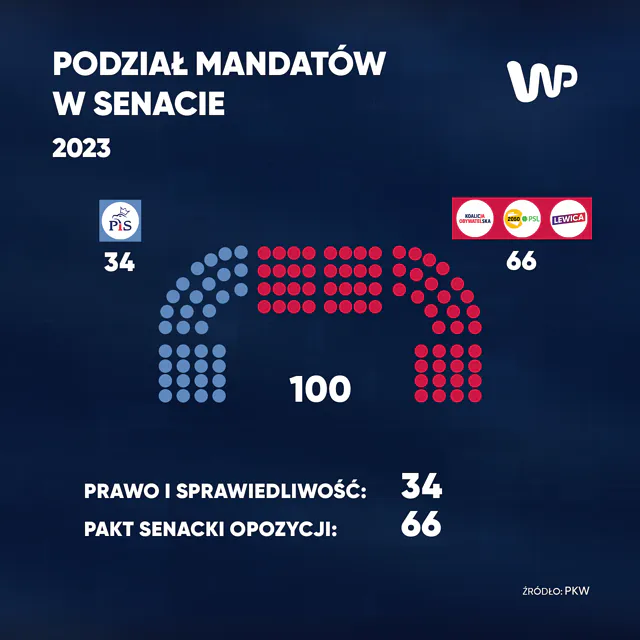 PODZIAŁ MANDATÓW
W SENACIE
2023
WP
PiS
34
KOALICJA
OBYWATELSKA
2050 PSL
LEWICA
66
100
PRAWO I SPRAWIEDLIWOŚĆ: 34
PAKT SENACKI OPOZYCJI: 66
ŹRÓDŁO: PKW